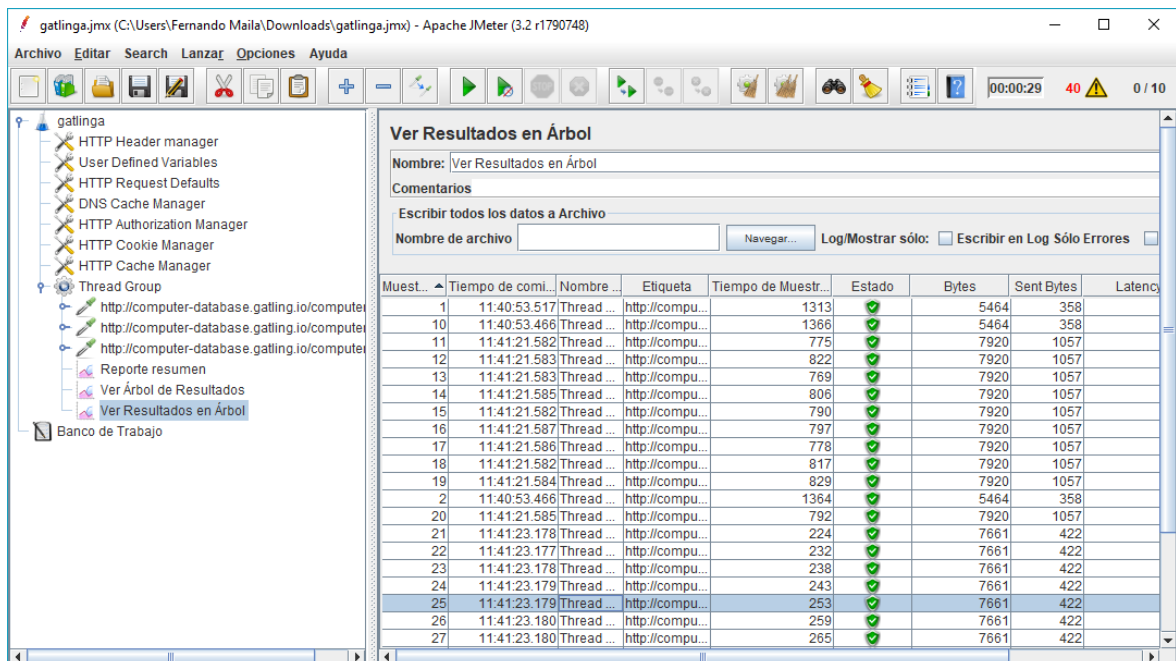 gatlinga.jmx (C:\Users\Fernando Maila\Downloads\gatlinga.jmx) - Apache JMeter (3.2 r1790748)
Archivo Editar Search Lanzar Opciones Ayuda
STOP 00:00:29 40 0 / 10
gatlinga
HTTP Header manager
User Defined Variables
HTTP Request Defaults
DNS Cache Manager
HTTP Authorization Manager
HTTP Cookie Manager
HTTP Cache Manager
Thread Group
http://computer-database.gatling.io/computer
http://computer-database.gatling.io/computer
http://computer-database.gatling.io/computer
Reporte resumen
Ver Árbol de Resultados
Ver Resultados en Árbol
Banco de Trabajo
Ver Resultados en Árbol
Nombre: Ver Resultados en Árbol
Comentarios
Escribir todos los datos a Archivo
Nombre de archivo Navegar... Log/Mostrar sólo: Escribir en Log Sólo Errores
Muest... Tiempo de comi... Nombre ... Etiqueta Tiempo de Muestr... Estado Bytes Sent Bytes Latency
1 11:40:53.517 Thread ... http://compu... 1313 5464 358
10 11:40:53.466 Thread ... http://compu... 1366 5464 358
11 11:41:21.582 Thread ... http://compu... 775 7920 1057
12 11:41:21.583 Thread ... http://compu... 822 7920 1057
13 11:41:21.583 Thread ... http://compu... 769 7920 1057
14 11:41:21.585 Thread ... http://compu... 806 7920 1057
15 11:41:21.582 Thread ... http://compu... 790 7920 1057
16 11:41:21.587 Thread ... http://compu... 797 7920 1057
17 11:41:21.586 Thread ... http://compu... 778 7920 1057
18 11:41:21.582 Thread ... http://compu... 817 7920 1057
19 11:41:21.584 Thread ... http://compu... 829 7920 1057
2 11:40:53.466 Thread ... http://compu... 1364 5464 358
20 11:41:21.585 Thread ... http://compu... 792 7920 1057
21 11:41:23.178 Thread ... http://compu... 224 7661 422
22 11:41:23.177 Thread ... http://compu... 232 7661 422
23 11:41:23.178 Thread ... http://compu... 238 7661 422
24 11:41:23.179 Thread ... http://compu... 243 7661 422
25 11:41:23.179 Thread ... http://compu... 253 7661 422
26 11:41:23.180 Thread ... http://compu... 259 7661 422
27 11:41:23.180 Thread ... http://compu... 265 7661 422